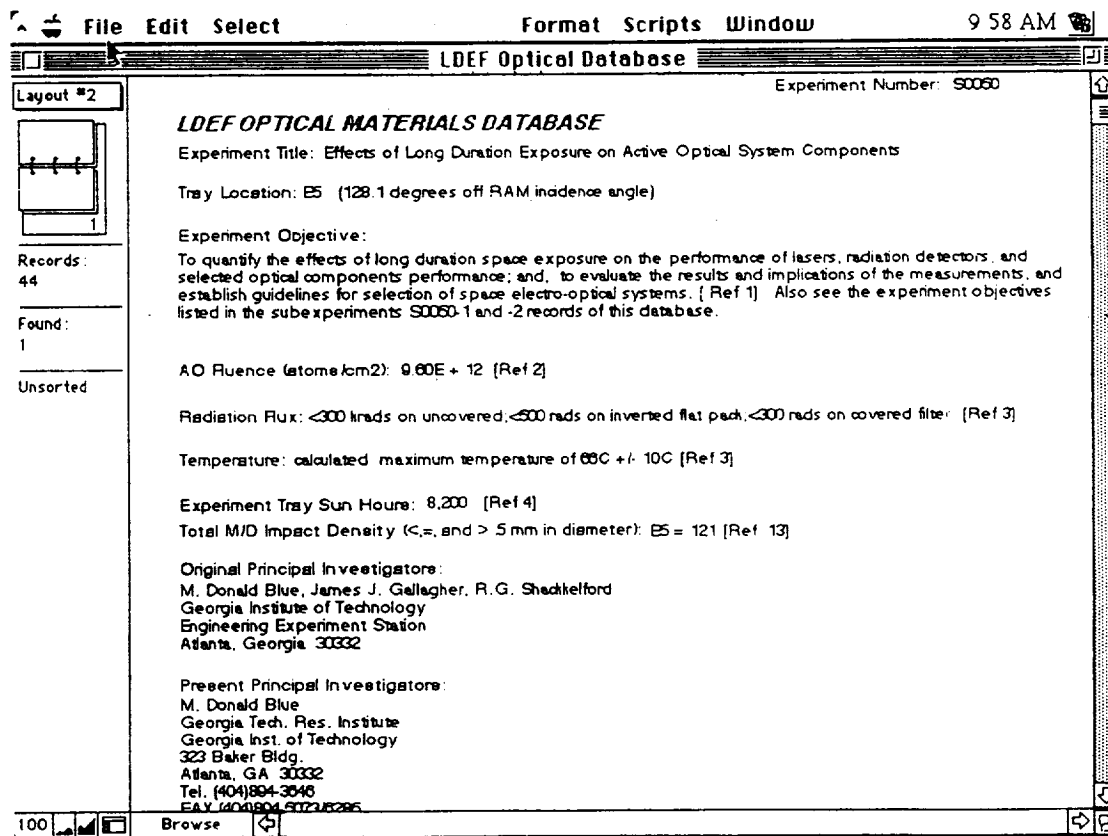 File Edit Select Format Scripts Window 9 58 AM
LDEF Optical Database
Layout #2
Experiment Number: S0050
LDEF OPTICAL MATERIALS DATABASE
Experiment Title: Effects of Long Duration Exposure on Active Optical System Components
Tray Location: E5 (128.1 degrees off RAM incidence angle)
1
Experiment Objective:
To quantify the effects of long duration space exposure on the performance of lasers, radiation detectors, and
selected optical components performance; and, to evaluate the results and implications of the measurements, and
establish guidelines for selection of space electro-optical systems. [ Ref 1] Also see the experiment objectives
listed in the subexperiments S0050-1 and -2 records of this database.
Records:
44
Found:
1
Unsorted
AO Fluence (atoms/cm2): 9.60E + 12 [Ref 2]
Radiation Flux: <300 krads on uncovered;<500 rads on inverted flat pack;<300 rads on covered filter [Ref 3]
Temperature: calculated maximum temperature of 66C +/- 10C [Ref 3]
Experiment Tray Sun Hours: 8,200 [Ref 4]
Total M/D Impact Density (<,=, and > .5 mm in diameter): E5 = 121 [Ref 13]
Original Principal Investigators:
M. Donald Blue, James J. Gallagher, R.G. Shackkelford
Georgia Institute of Technology
Engineering Experiment Station
Atlanta, Georgia 30332
Present Principal Investigators:
M. Donald Blue
Georgia Tech. Res. Institute
Georgia Inst. of Technology
323 Baker Bldg.
Atlanta, GA 30332
Tel. (404)894-3646
FAX (404)894-5073/6285
100 Browse